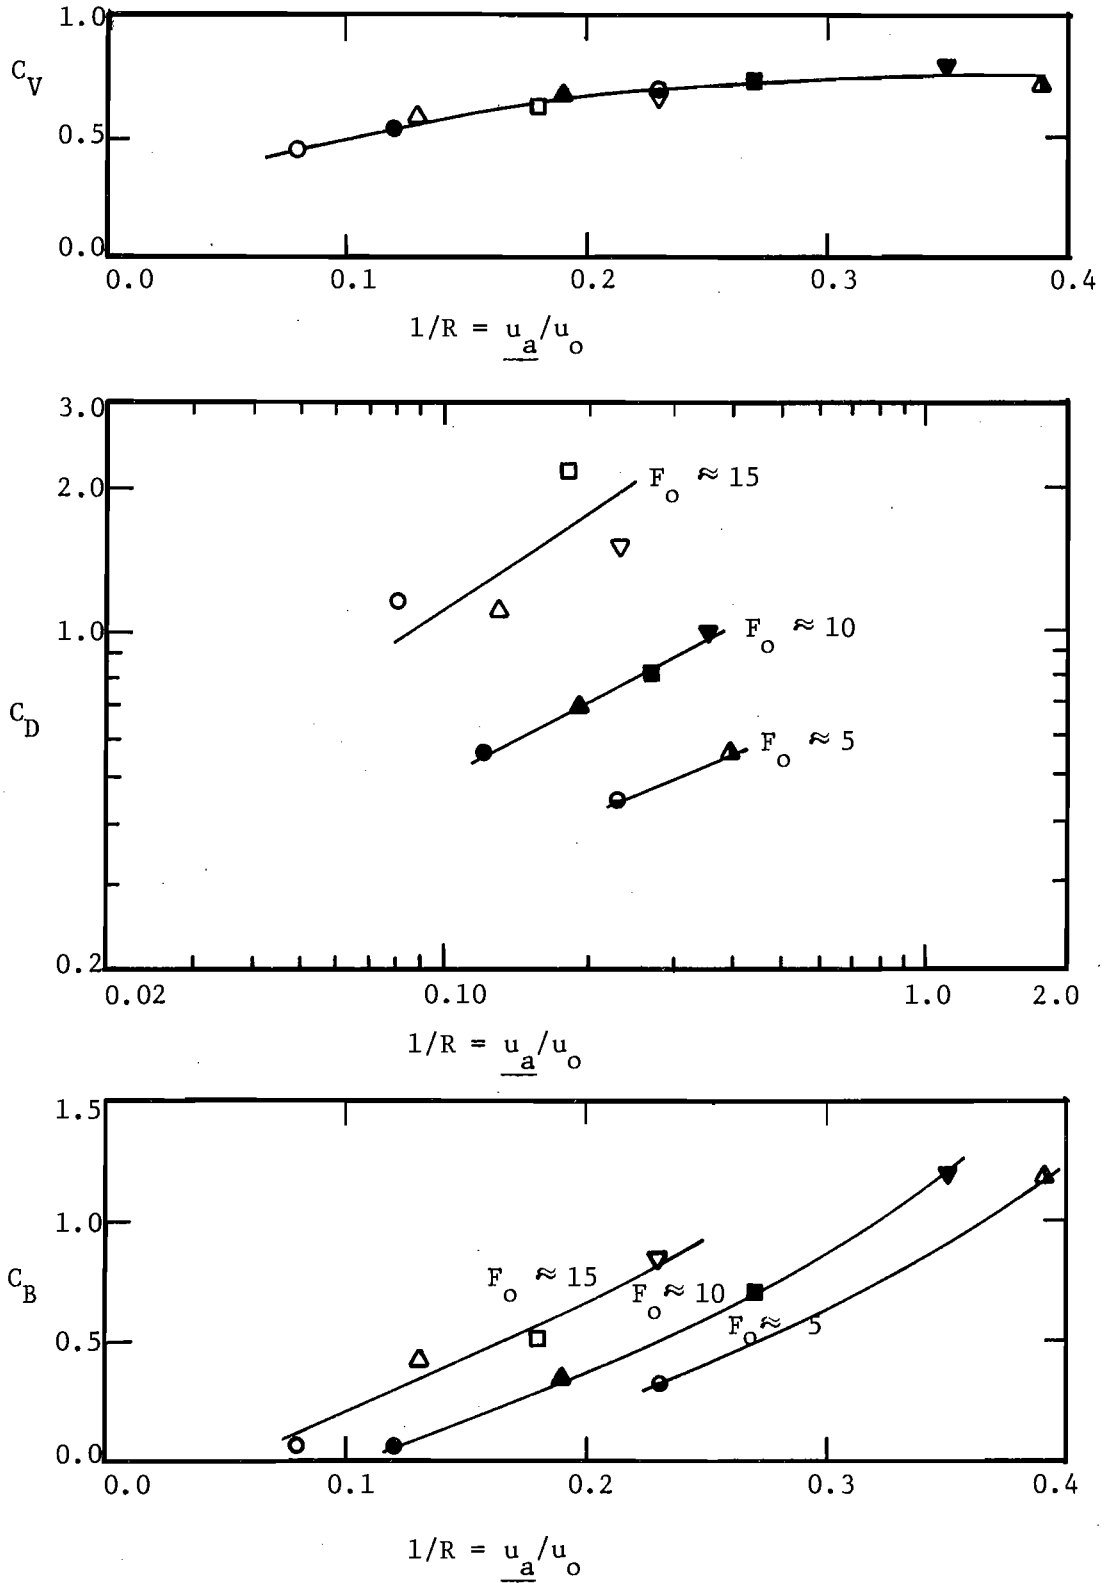 1.0
C_V
0.5
0.0
0.0 0.1 0.2 0.3 0.4
1/R = u_a/u_o
3.0
F_o ≈ 15
2.0
1.0
F_o ≈ 10
C_D
F_o ≈ 5
0.2
0.02 0.10 1.0 2.0
1/R = u_a/u_o
1.5
1.0
C_B
F_o ≈ 15
F_o ≈ 10
F_o ≈ 5
0.5
0.0
0.0 0.1 0.2 0.3 0.4
1/R = u_a/u_o